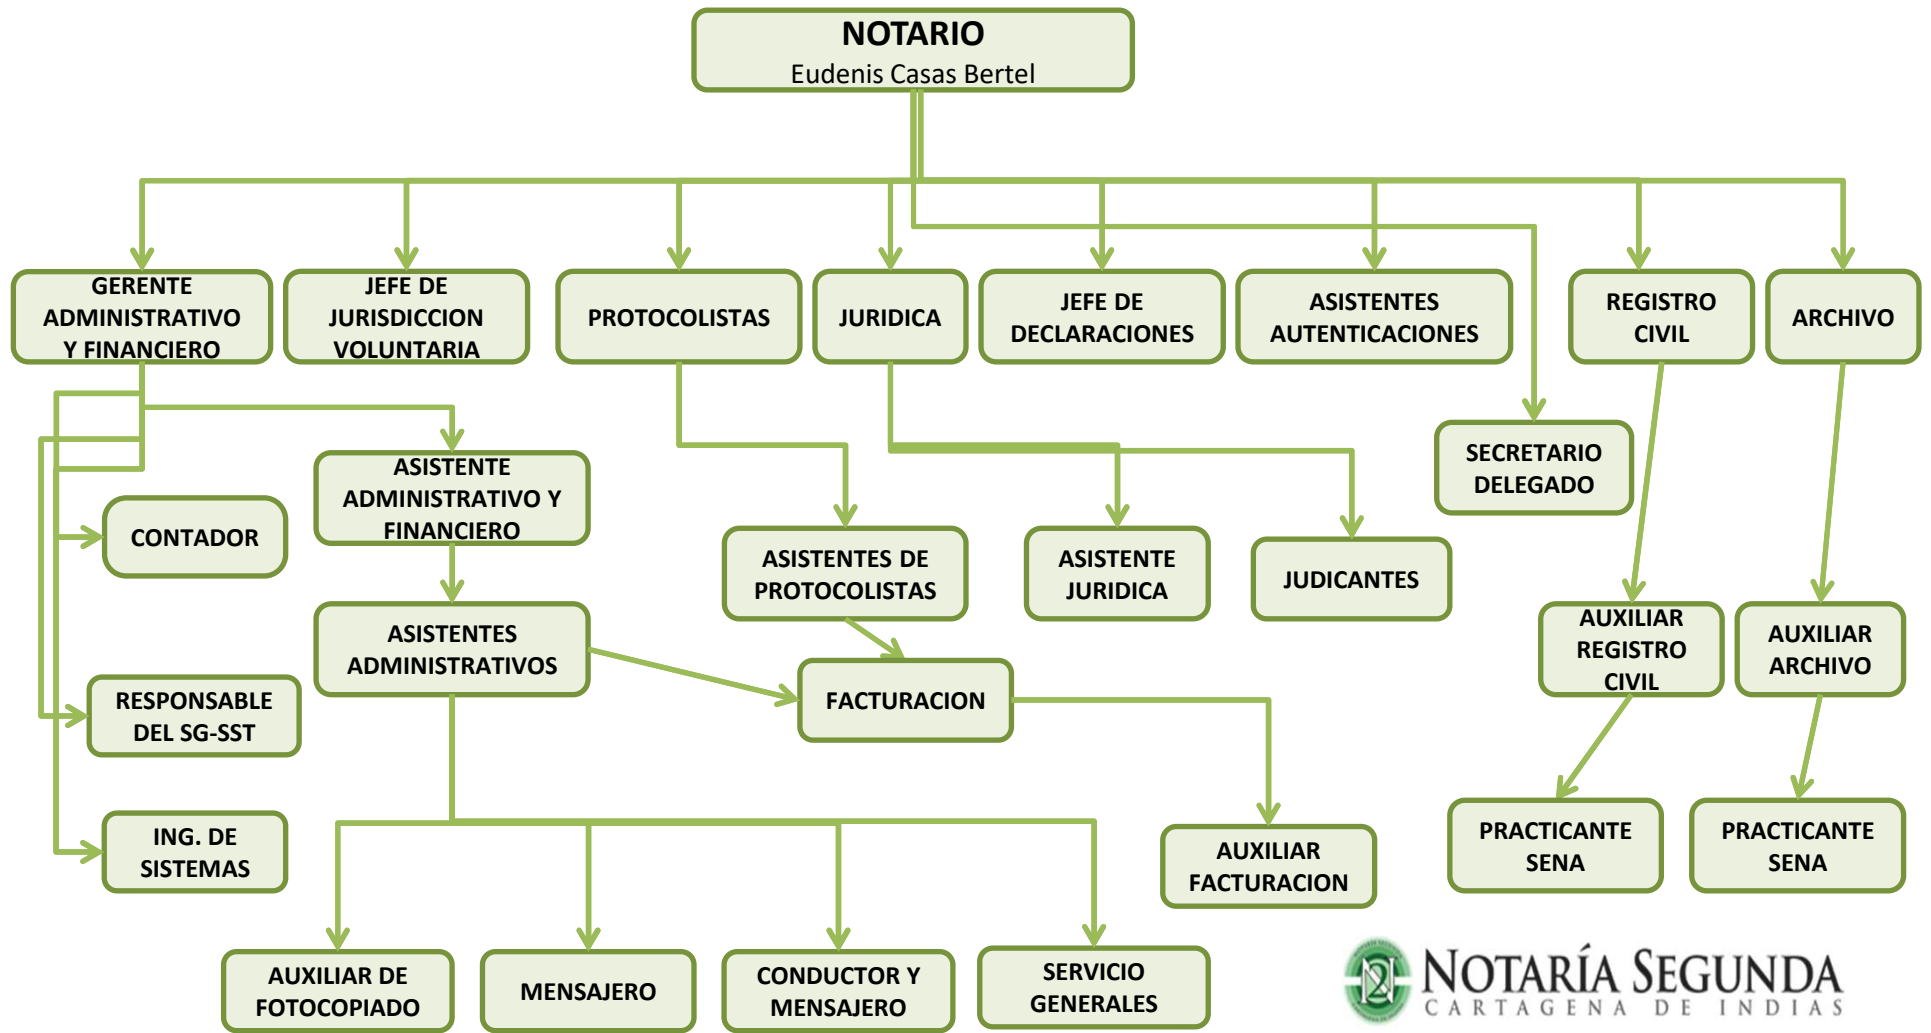 NOTARIO
Eudenis Casas Bertel
GERENTE
ADMINISTRATIVO
Y FINANCIERO
JEFE DE
JURISDICCION
VOLUNTARIA
PROTOCOLISTAS
JURIDICA
JEFE DE
DECLARACIONES
ASISTENTES
AUTENTICACIONES
REGISTRO
CIVIL
ARCHIVO
SECRETARIO
DELEGADO
ASISTENTE
ADMINISTRATIVO Y
FINANCIERO
CONTADOR
ASISTENTES DE
PROTOCOLISTAS
ASISTENTE
JURIDICA
JUDICANTES
ASISTENTES
ADMINISTRATIVOS
AUXILIAR
REGISTRO
CIVIL
AUXILIAR
ARCHIVO
RESPONSABLE
DEL SG-SST
FACTURACION
ING. DE
SISTEMAS
AUXILIAR
FACTURACION
PRACTICANTE
SENA
PRACTICANTE
SENA
AUXILIAR DE
FOTOCOPIADO
MENSAJERO
CONDUCTOR Y
MENSAJERO
SERVICIO
GENERALES
NOTARÍA SEGUNDA
CARTAGENA DE INDIAS